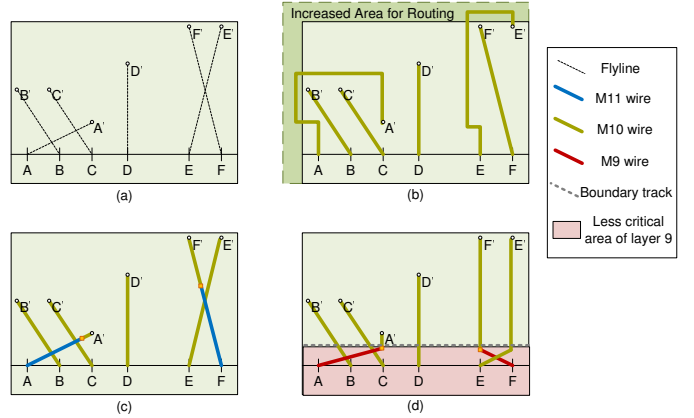 F' E'
B' C' D'
A'
A B C D E F
(a)
Increased Area for Routing
F' E'
B' C' D'
A'
A B C D E F
(b)
Flyline
M11 wire
M10 wire
M9 wire
Boundary track
Less critical
area of layer 9
F' E'
B' C' D'
A'
A B C D E F
(c)
F' E'
B' C' D'
A'
A B C D E F
(d)